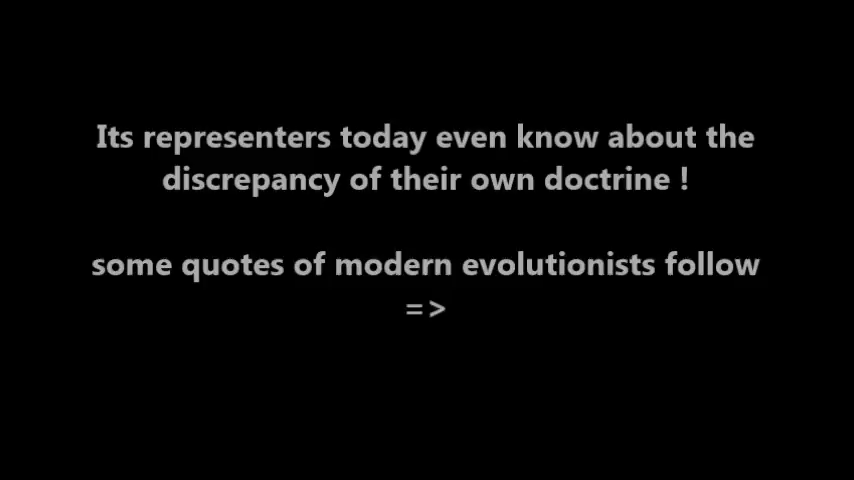 Its representers today even know about the
discrepancy of their own doctrine !
some quotes of modern evolutionists follow
=>